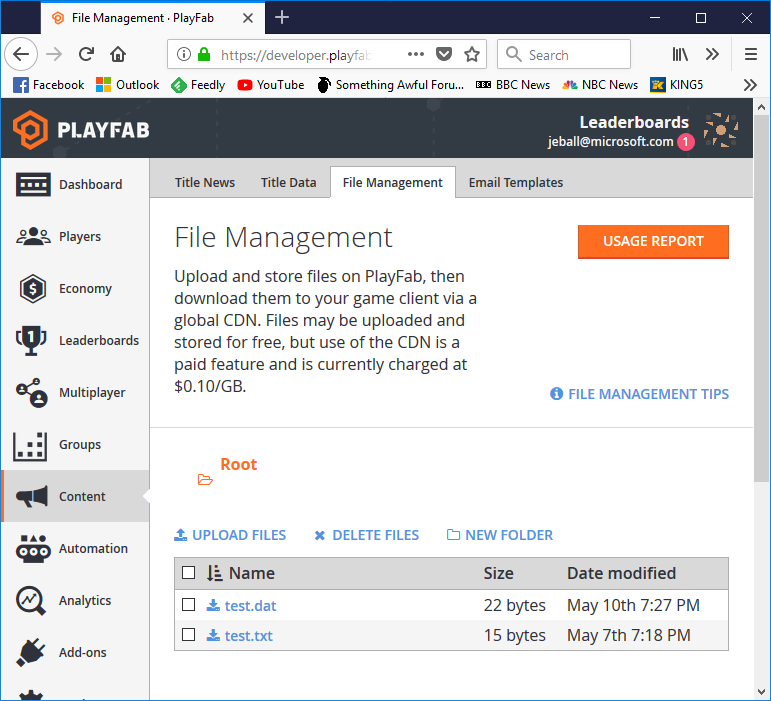 File Management · PlayFab
https://developer.playfab
Search
Facebook
Outlook
Feedly
YouTube
Something Awful Foru...
BBC
BBC News
NBC News
KING5
PLAYFAB
Leaderboards
jeball@microsoft.com 1
Dashboard
Players
Economy
Leaderboards
Multiplayer
Groups
Content
Automation
Analytics
Add-ons
Title News
Title Data
File Management
Email Templates
File Management
USAGE REPORT
Upload and store files on PlayFab, then
download them to your game client via a
global CDN. Files may be uploaded and
stored for free, but use of the CDN is a
paid feature and is currently charged at
$0.10/GB.
FILE MANAGEMENT TIPS
Root
UPLOAD FILES
DELETE FILES
NEW FOLDER
Name Size Date modified
test.dat 22 bytes May 10th 7:27 PM
test.txt 15 bytes May 7th 7:18 PM